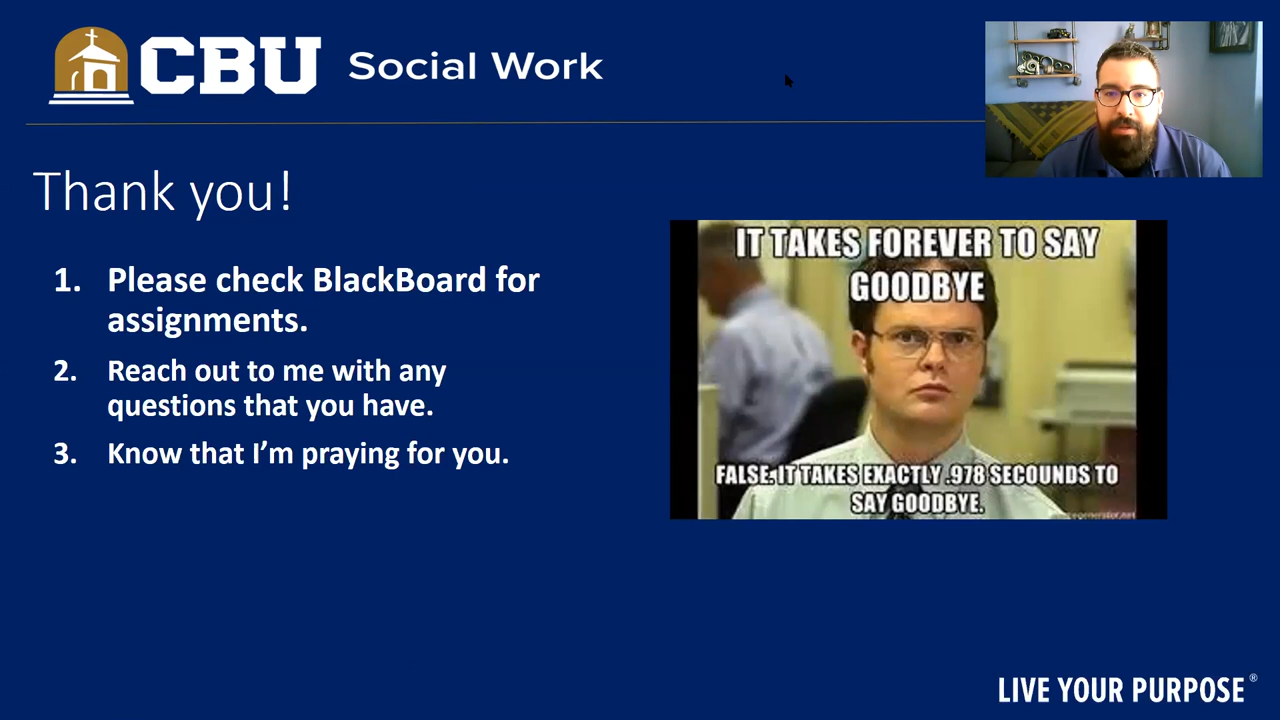 CBU Social Work
Thank you!
1. Please check BlackBoard for
assignments.
2. Reach out to me with any
questions that you have.
3. Know that I’m praying for you.
IT TAKES FOREVER TO SAY
GOODBYE
FALSE. IT TAKES EXACTLY .978 SECOUNDS TO
SAY GOODBYE.
LIVE YOUR PURPOSE®